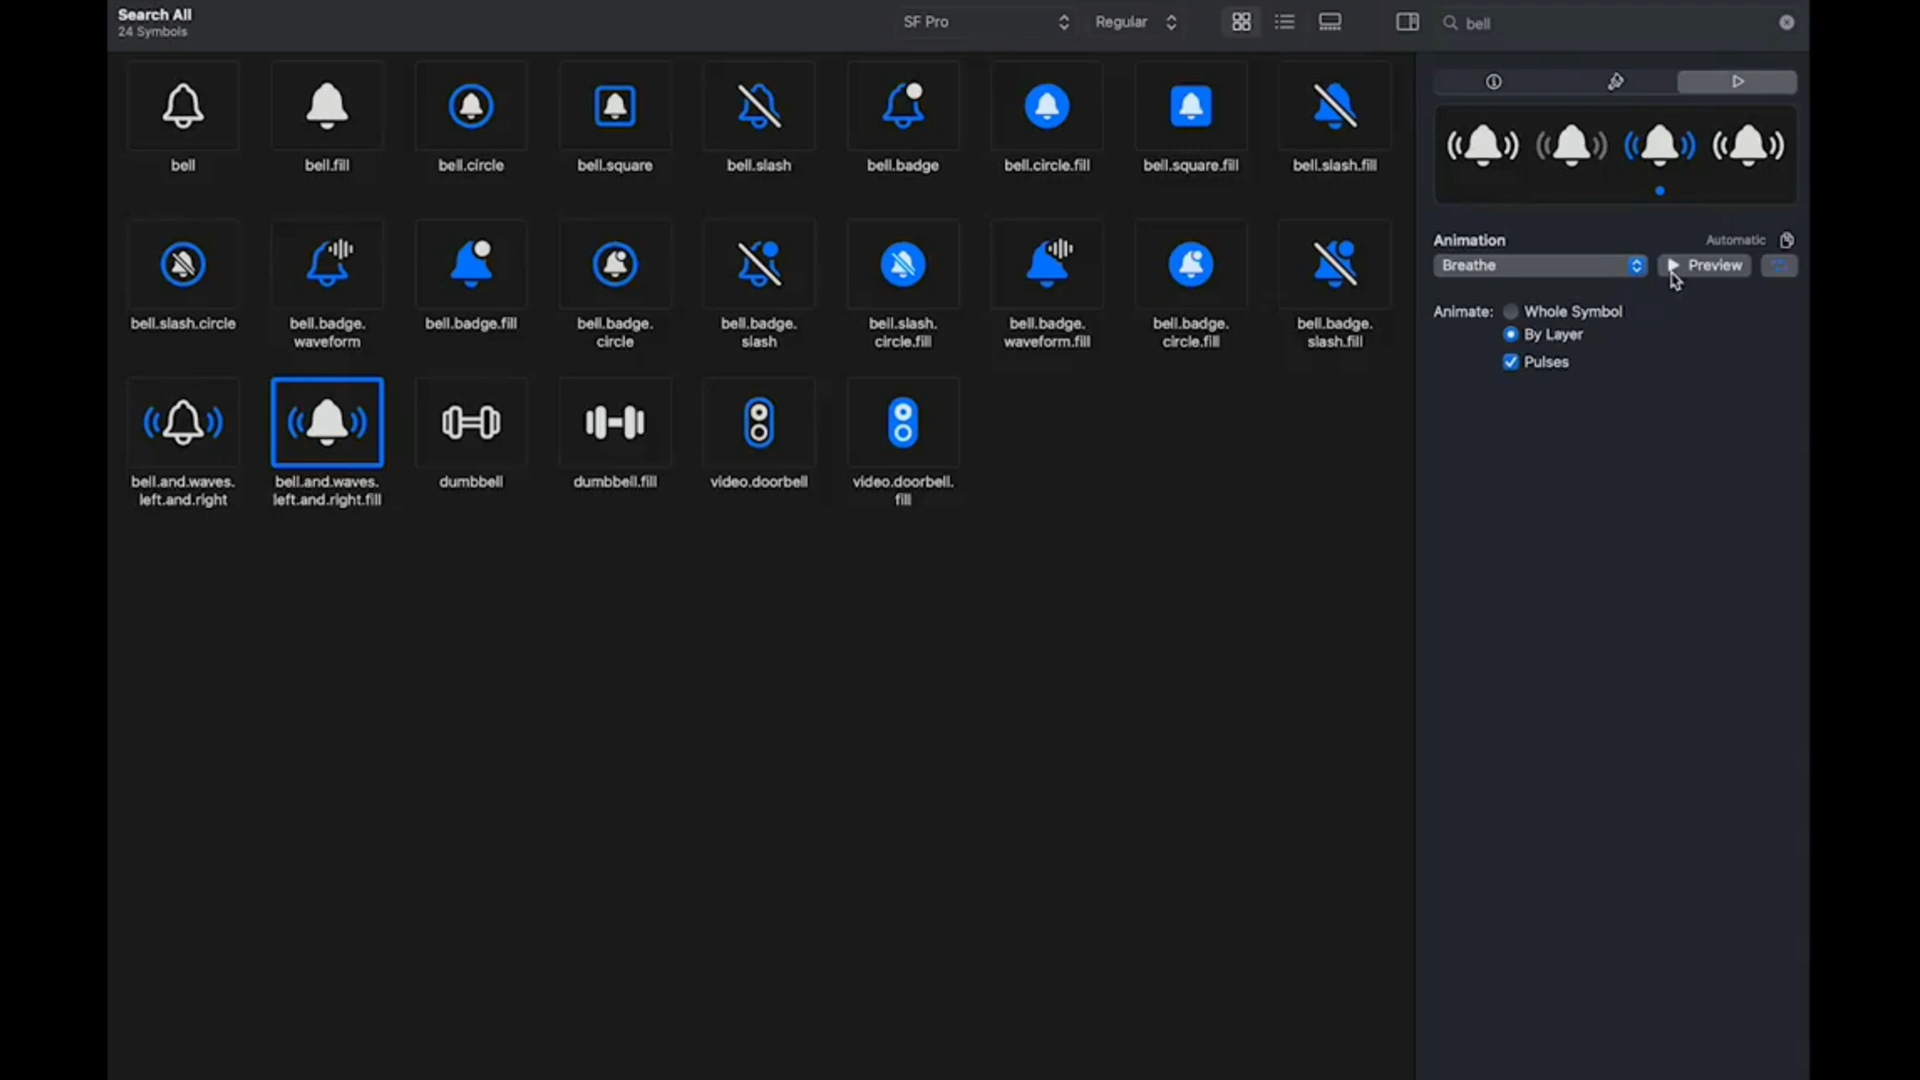 Search All
24 Symbols
SF Pro
Regular
bell
bell
bell.fill
bell.circle
bell.square
bell.slash
bell.badge
bell.circle.fill
bell.square.fill
bell.slash.fill
bell.slash.circle
bell.badge.
waveform
bell.badge.fill
bell.badge.
circle
bell.badge.
slash
bell.slash.
circle.fill
bell.badge.
waveform.fill
bell.badge.
circle.fill
bell.badge.
slash.fill
bell.and.waves.
left.and.right
bell.and.waves.
left.and.right.fill
dumbbell
dumbbell.fill
video.doorbell
video.doorbell.
fill
Animation
Automatic
Breathe
Preview
Animate:
Whole Symbol
By Layer
Pulses